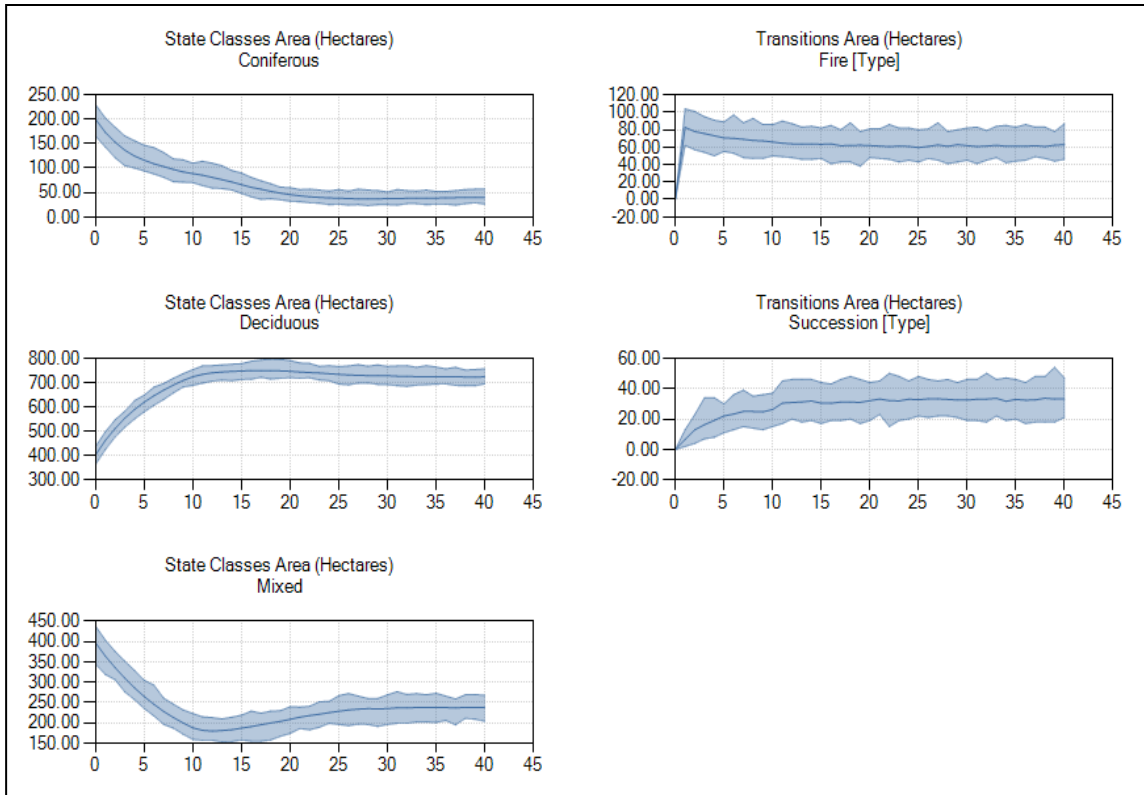 State Classes Area (Hectares)
Coniferous
250.00
200.00
150.00
100.00
50.00
0.00
0 5 10 15 20 25 30 35 40 45
Transitions Area (Hectares)
Fire [Type]
120.00
100.00
80.00
60.00
40.00
20.00
0.00
-20.00
0 5 10 15 20 25 30 35 40 45
State Classes Area (Hectares)
Deciduous
800.00
700.00
600.00
500.00
400.00
300.00
0 5 10 15 20 25 30 35 40 45
Transitions Area (Hectares)
Succession [Type]
60.00
40.00
20.00
0.00
-20.00
0 5 10 15 20 25 30 35 40 45
State Classes Area (Hectares)
Mixed
450.00
400.00
350.00
300.00
250.00
200.00
150.00
0 5 10 15 20 25 30 35 40 45